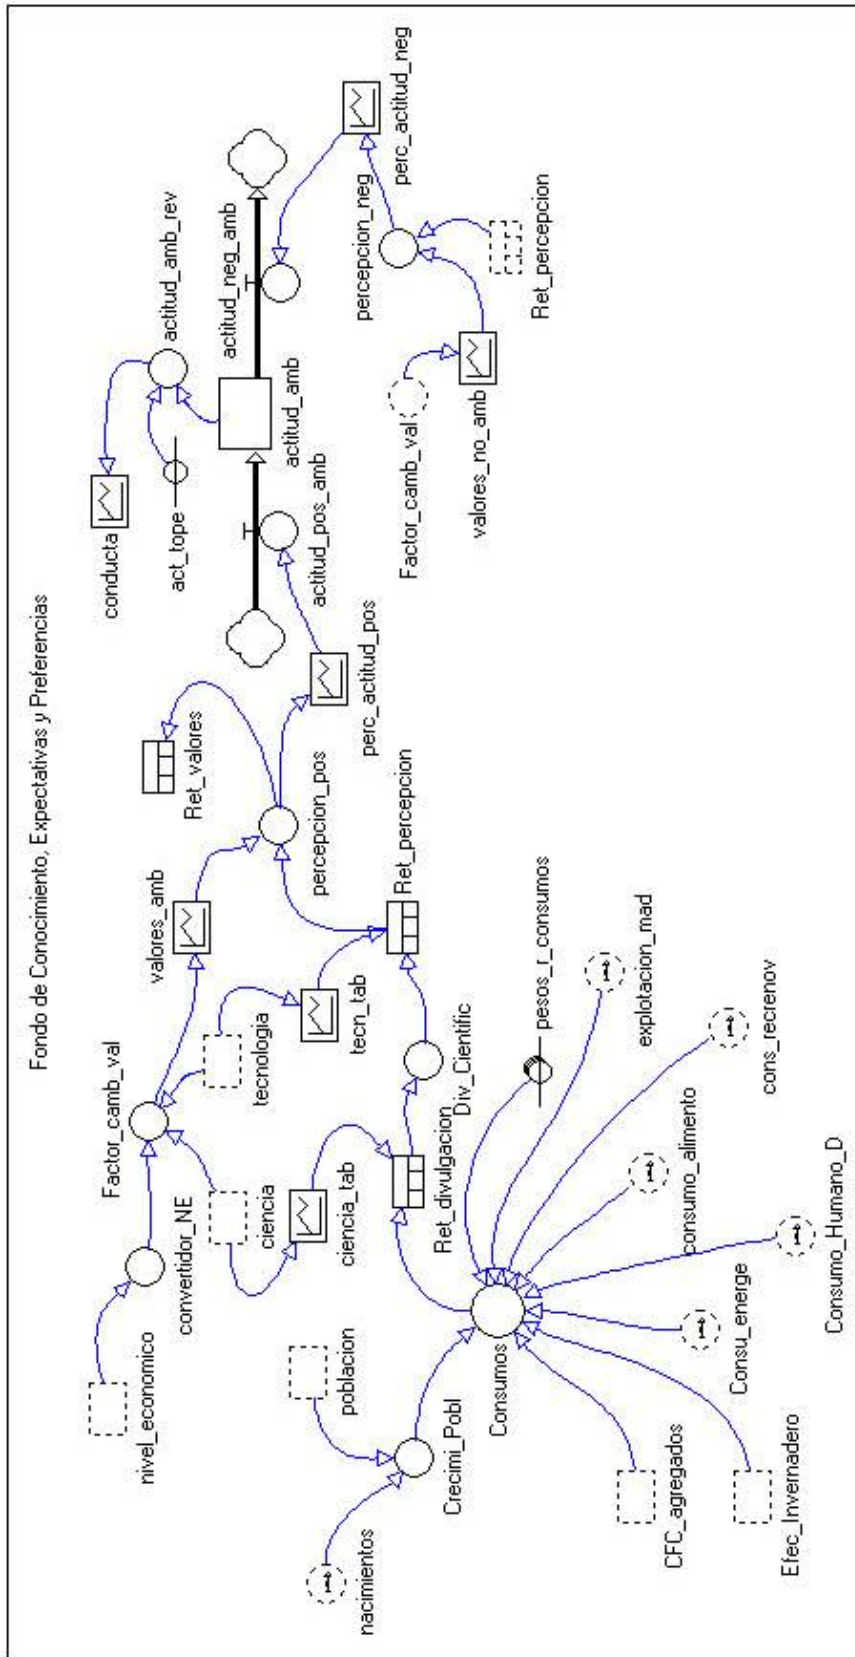 Fondo de Conocimiento, Expectativas y Preferencias
nivel_economico
convertidor_NE
Factor_camb_val
ciencia
tecnologia
valores_amb
Ret_valores
conducta
act_tope
actitud_amb_rev
nacimientos
poblacion
Crecimi_Pobl
ciencia_tab
tecn_tab
percepcion_pos
perc_actitud_pos
actitud_pos_amb
actitud_amb
actitud_neg_amb
perc_actitud_neg
Consumos
Ret_divulgacion
Div_Cientific
Ret_percepcion
Factor_camb_val
valores_no_amb
percepcion_neg
Ret_percepcion
CFC_agregados
Efec_Invernadero
Consu_energe
Consumo_Humano_D
consumo_alimento
cons_recrenov
explotacion_mad
pesos_r_consumos